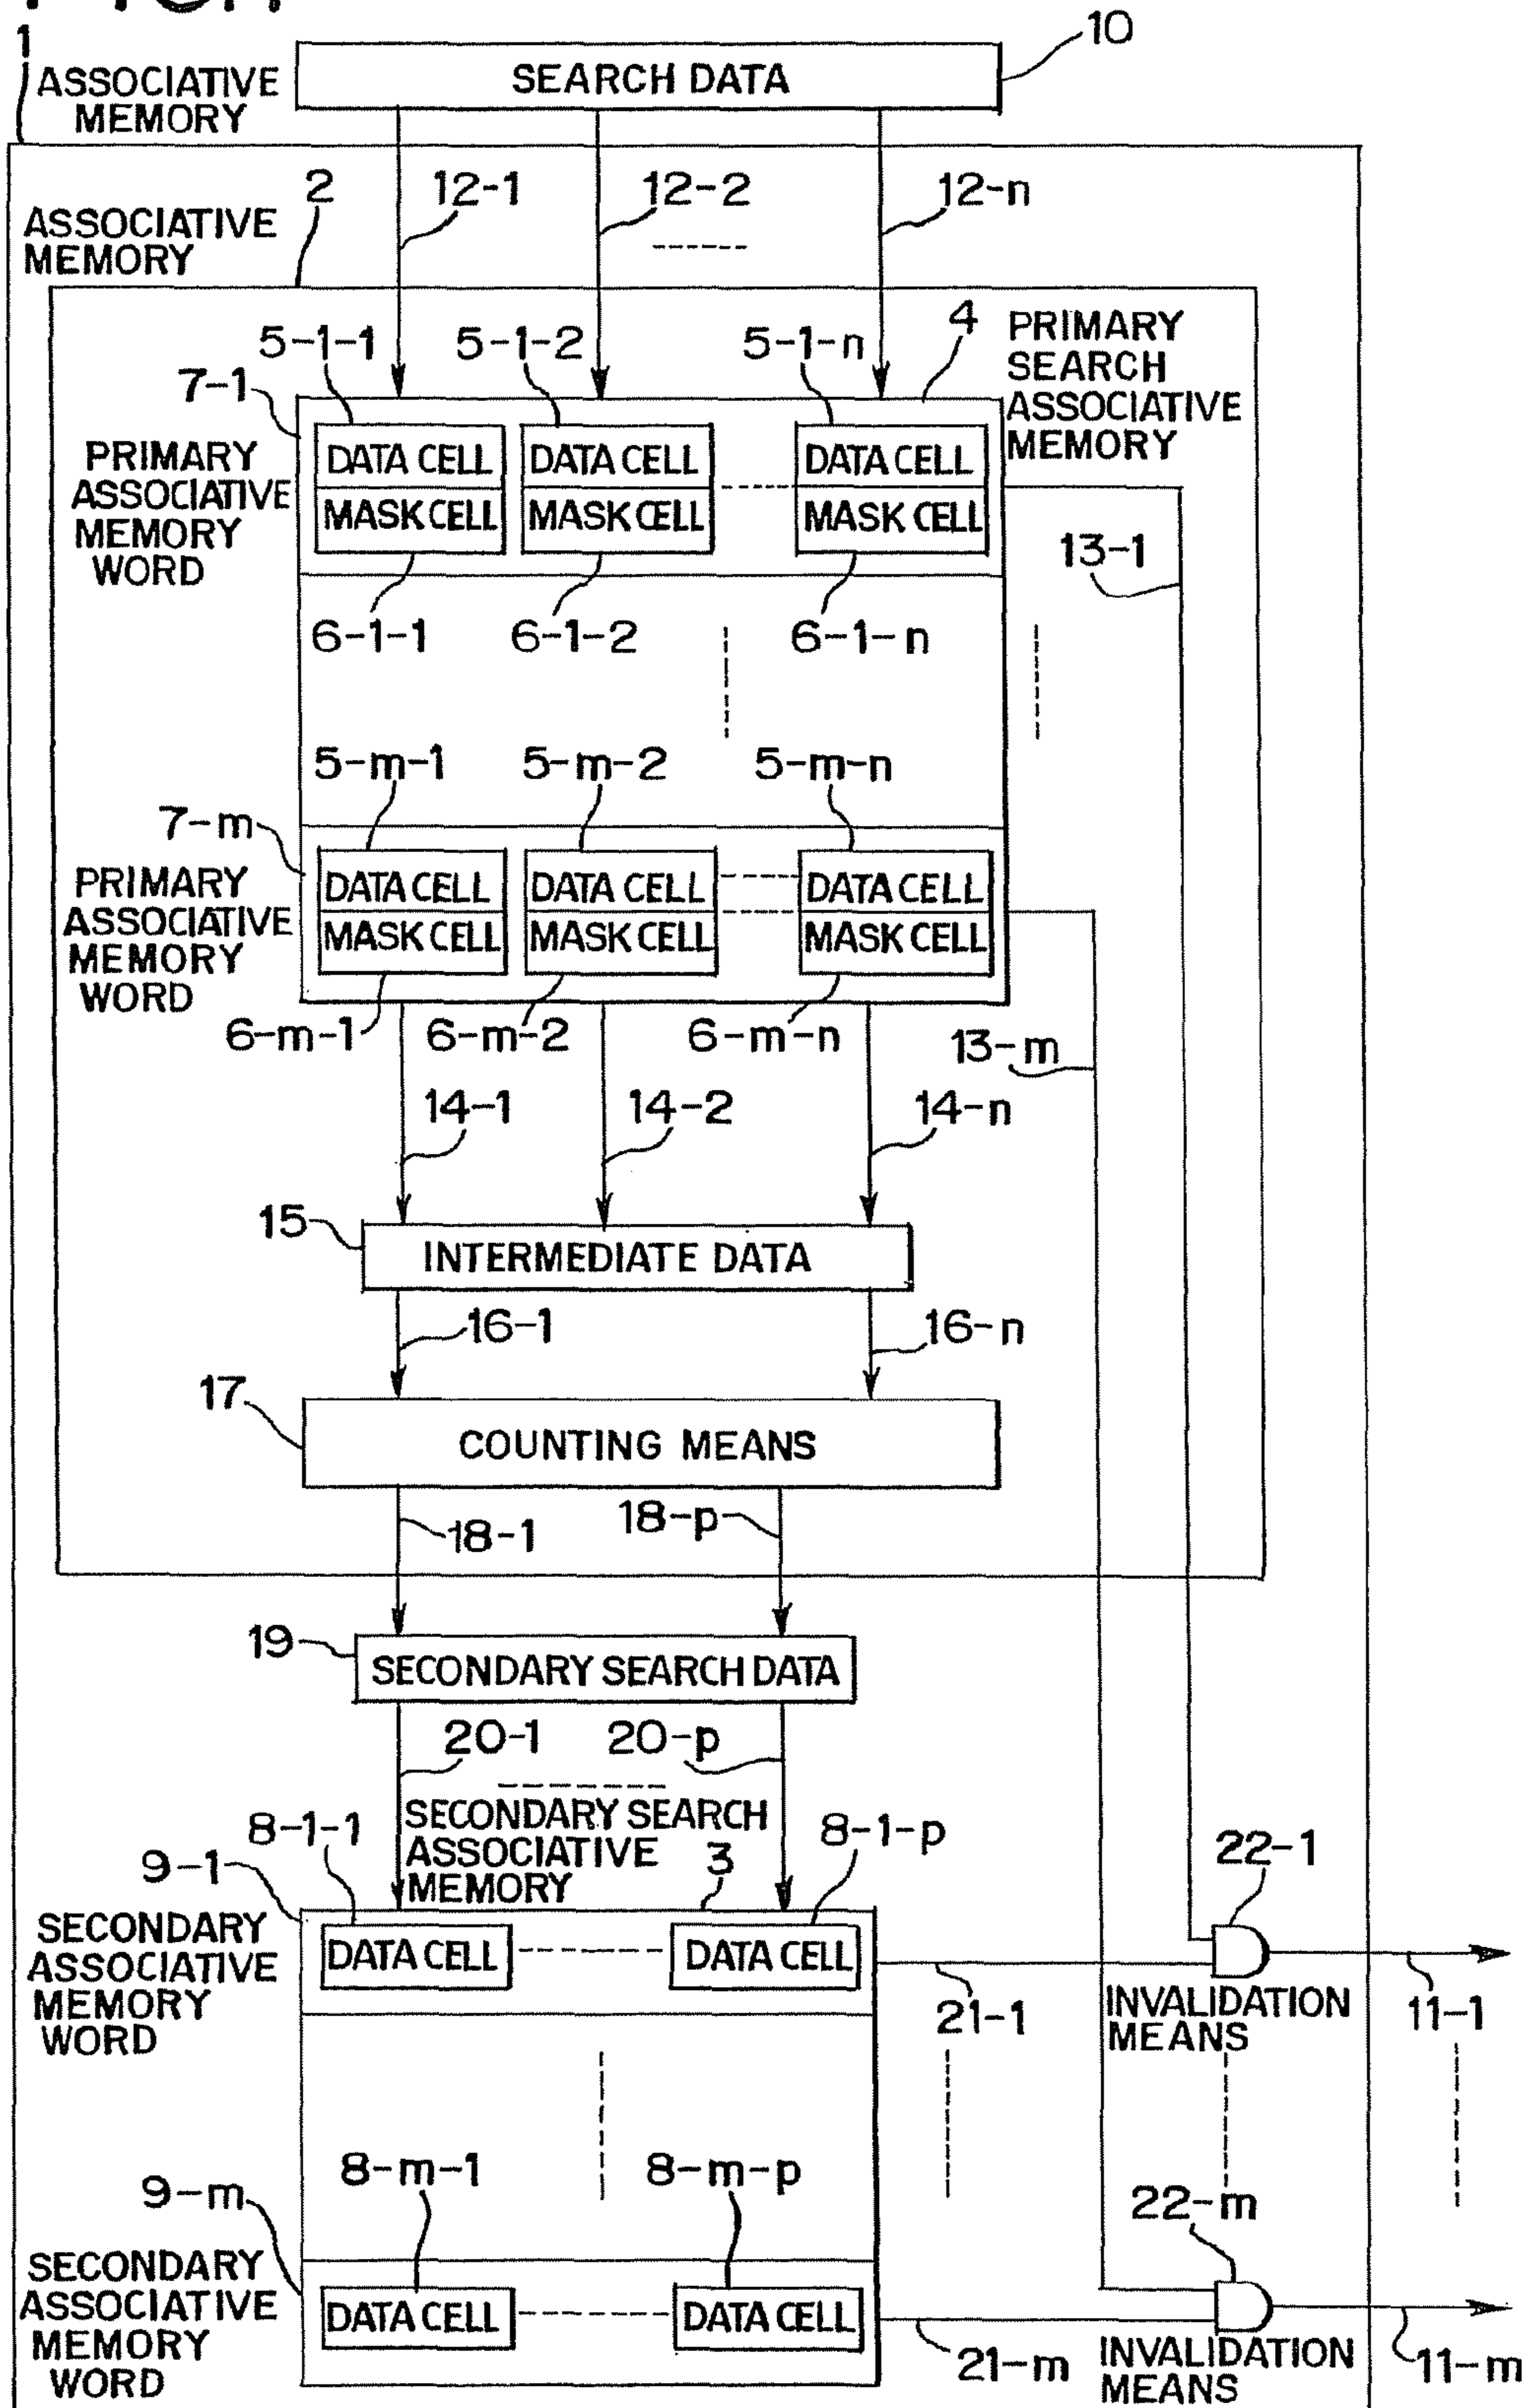 1
10
ASSOCIATIVE
MEMORY
SEARCH DATA
2
12-1
12-2
12-n
ASSOCIATIVE
MEMORY
5-1-1
5-1-2
5-1-n
4
PRIMARY
SEARCH
ASSOCIATIVE
MEMORY
7-1
PRIMARY
ASSOCIATIVE
MEMORY
WORD
DATA CELL
DATA CELL
DATA CELL
MASK CELL
MASK CELL
MASK CELL
13-1
6-1-1
6-1-2
6-1-n
5-m-1
5-m-2
5-m-n
7-m
PRIMARY
ASSOCIATIVE
MEMORY
WORD
DATA CELL
DATA CELL
DATA CELL
MASK CELL
MASK CELL
MASK CELL
6-m-1
6-m-2
6-m-n
13-m
14-1
14-2
14-n
15
INTERMEDIATE DATA
16-1
16-n
17
COUNTING MEANS
18-1
18-p
19
SECONDARY SEARCH DATA
20-1
20-p
SECONDARY SEARCH
ASSOCIATIVE
MEMORY
3
8-1-1
8-1-p
9-1
22-1
SECONDARY
ASSOCIATIVE
MEMORY
WORD
DATA CELL
DATA CELL
21-1
INVALIDATION
MEANS
11-1
8-m-1
8-m-p
9-m
22-m
SECONDARY
ASSOCIATIVE
MEMORY
WORD
DATA CELL
DATA CELL
21-m
INVALIDATION
MEANS
11-m